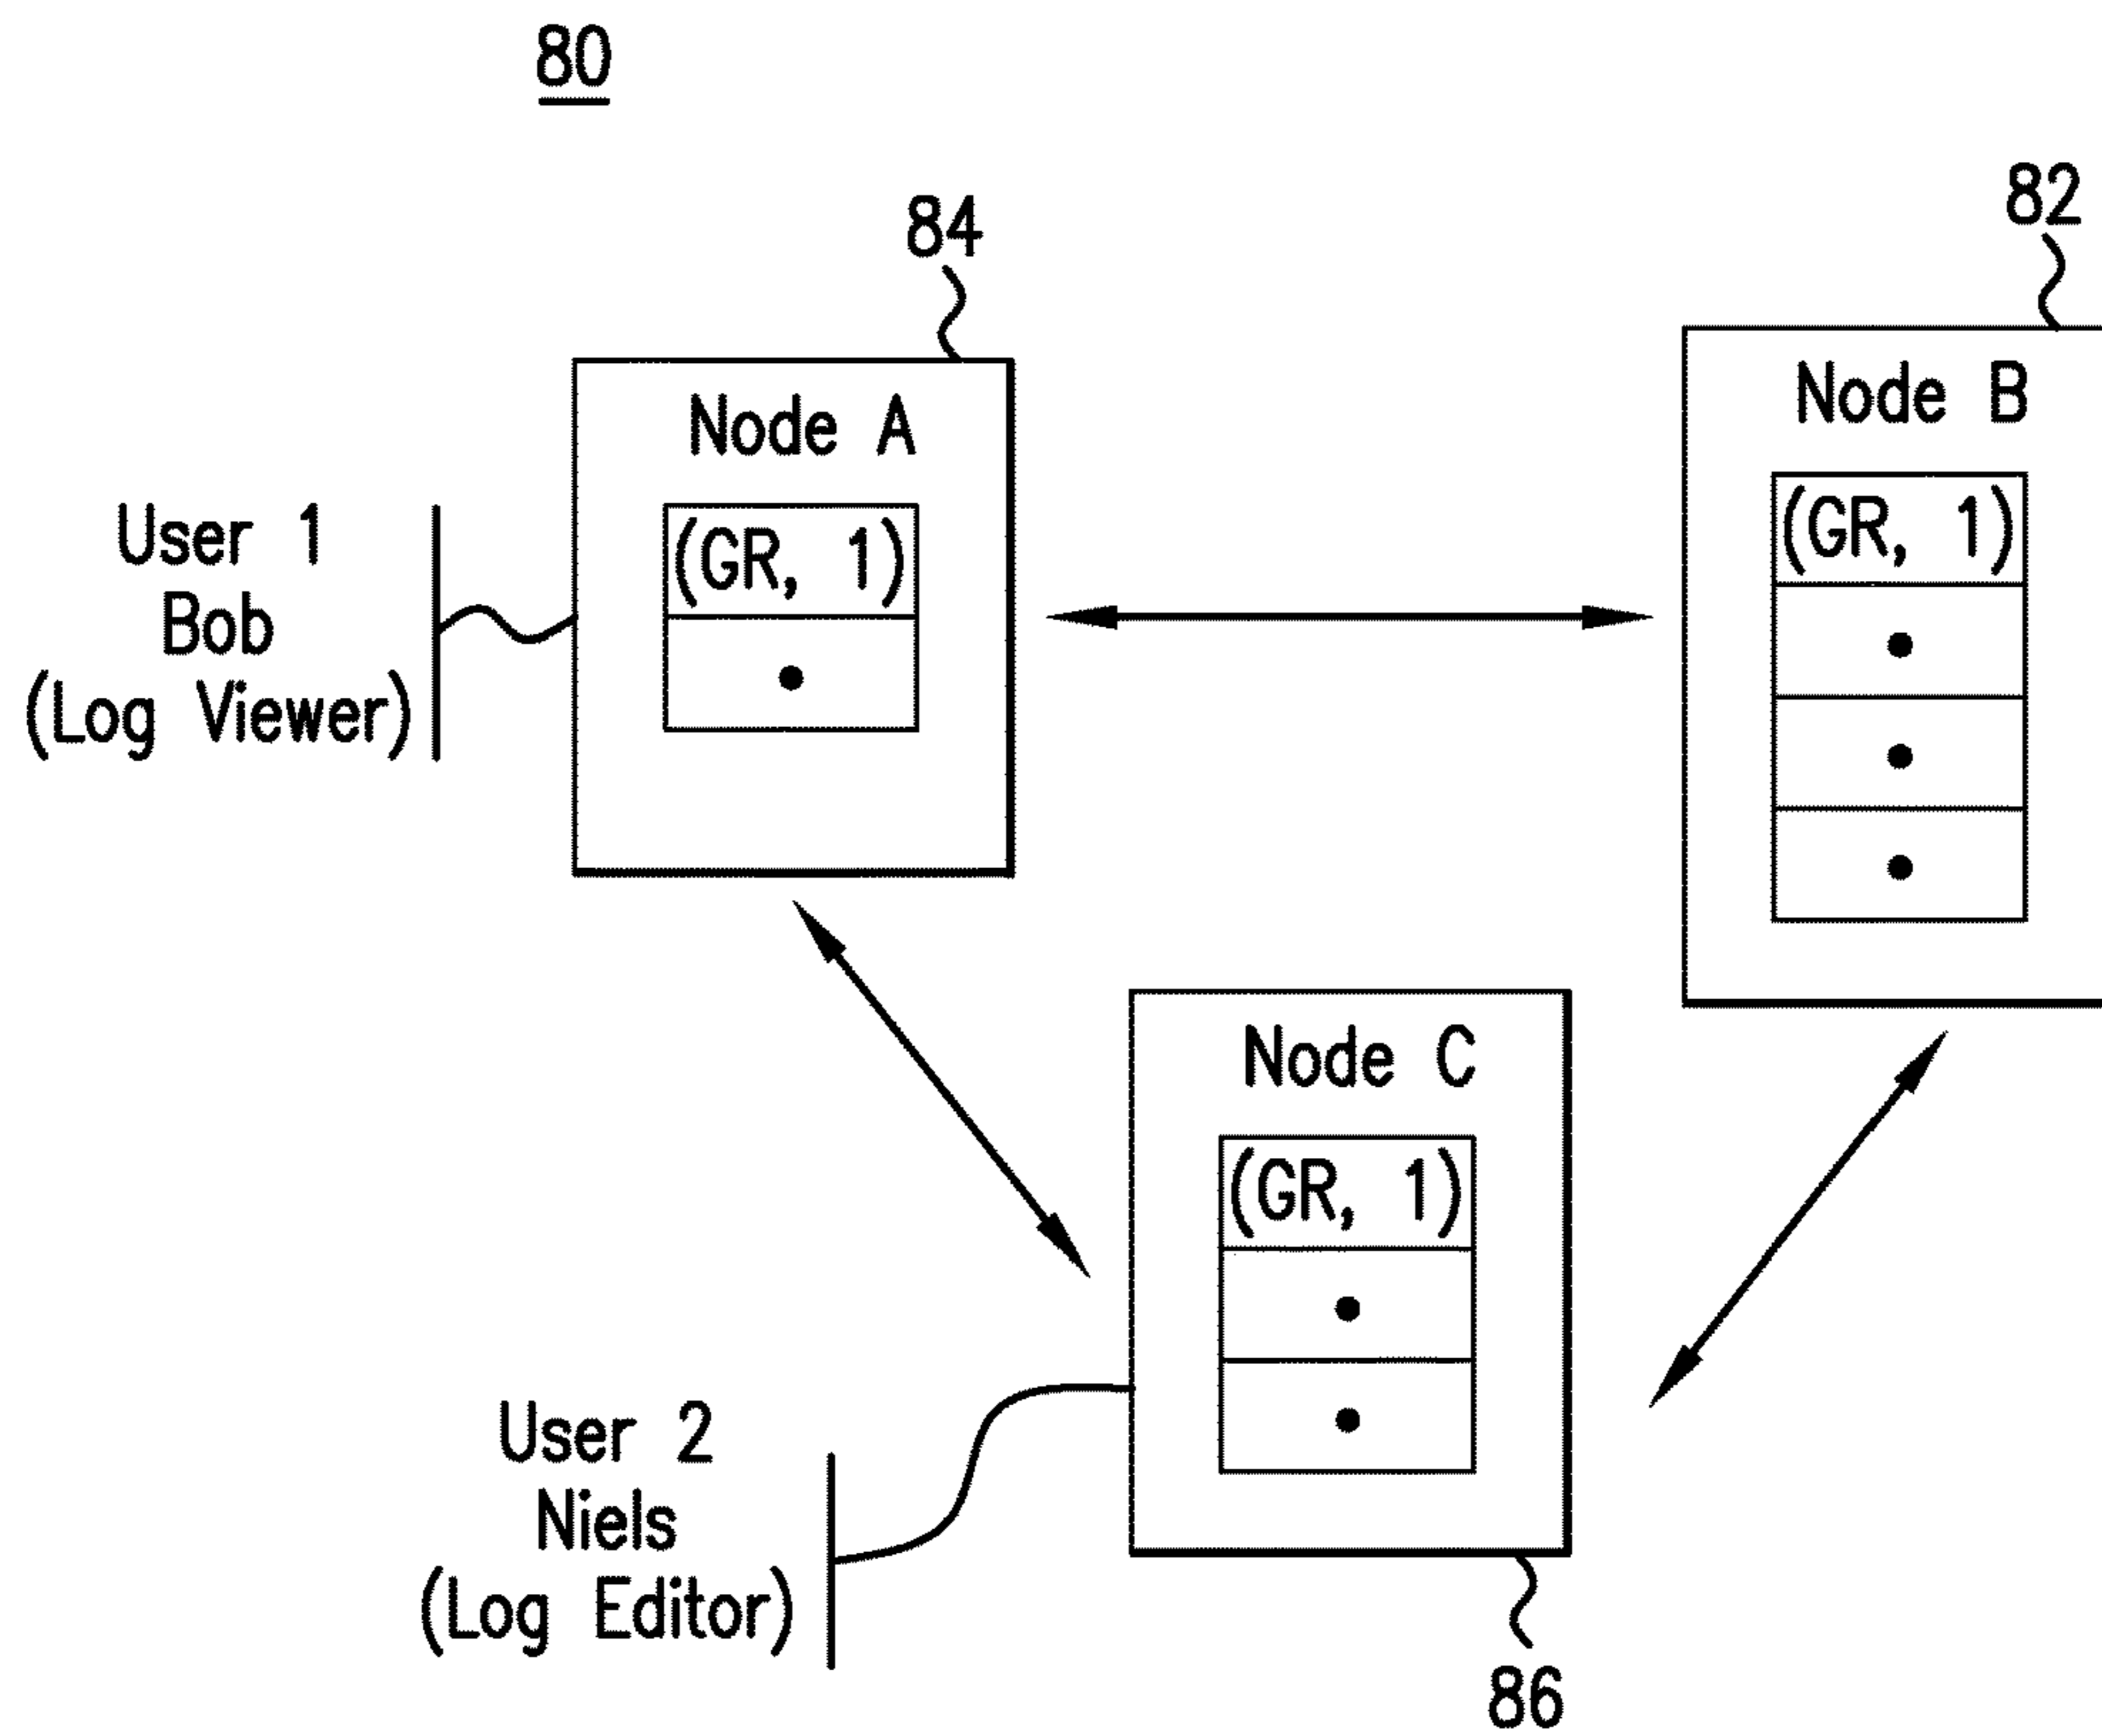 80
82
84
Node A
Node B
(GR, 1)
(GR, 1)
User 1
Bob
(Log Viewer)
Node C
(GR, 1)
User 2
Niels
(Log Editor)
86